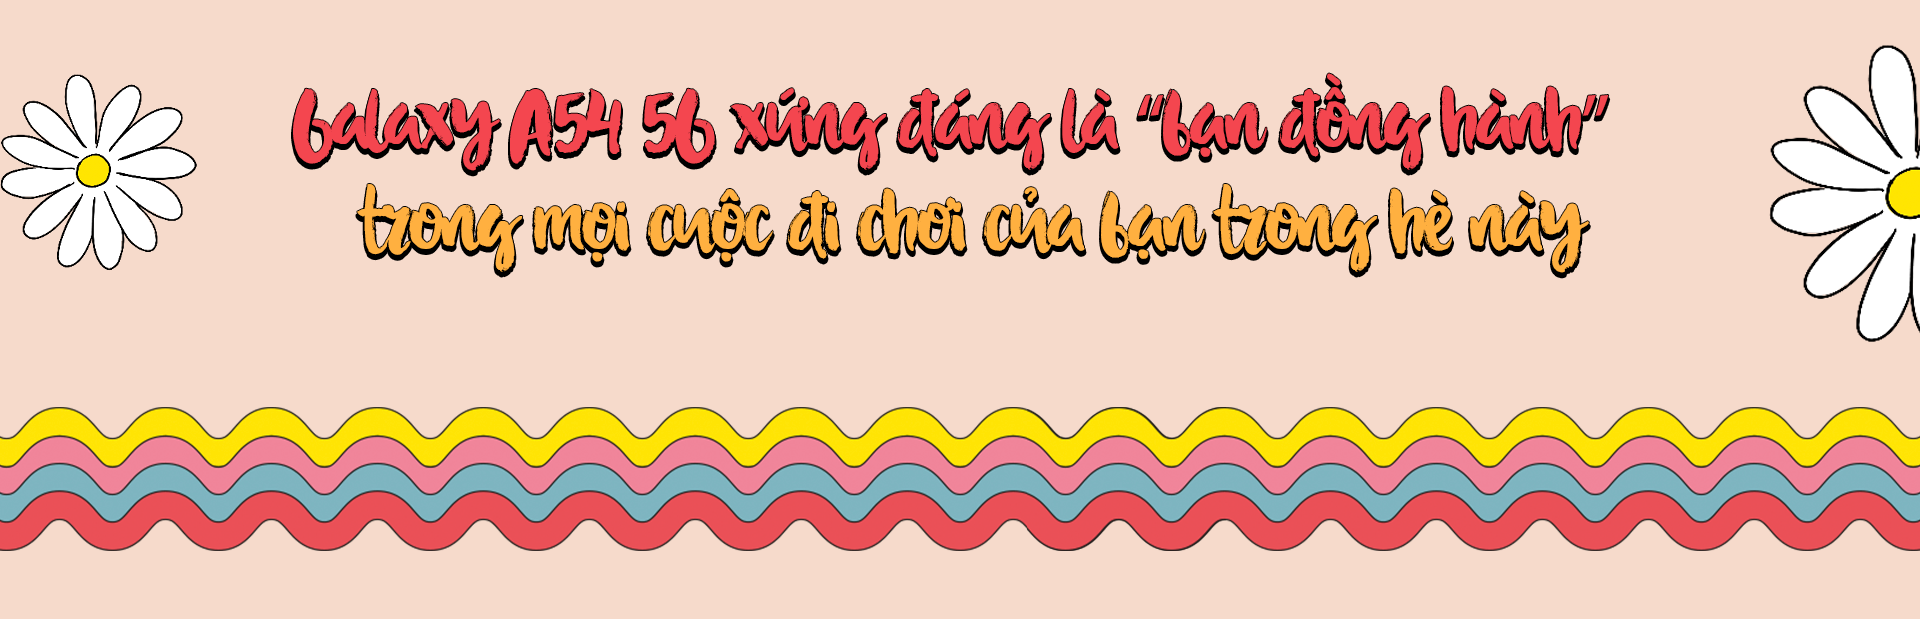 Galaxy A54 5G xứng đáng là “bạn đồng hành”
trong mọi cuộc đi chơi của bạn trong hè này